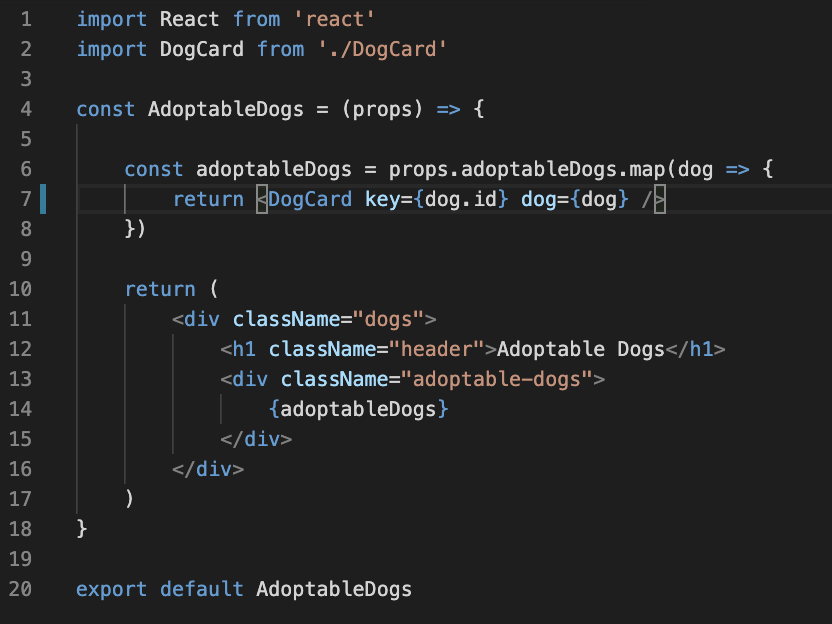 1 import React from 'react'
2 import DogCard from './DogCard'
3
4 const AdoptableDogs = (props) => {
5
6     const adoptableDogs = props.adoptableDogs.map(dog => {
7         return <DogCard key={dog.id} dog={dog} />
8     })
9
10     return (
11         <div className="dogs">
12             <h1 className="header">Adoptable Dogs</h1>
13             <div className="adoptable-dogs">
14                 {adoptableDogs}
15             </div>
16         </div>
17     )
18 }
19
20 export default AdoptableDogs